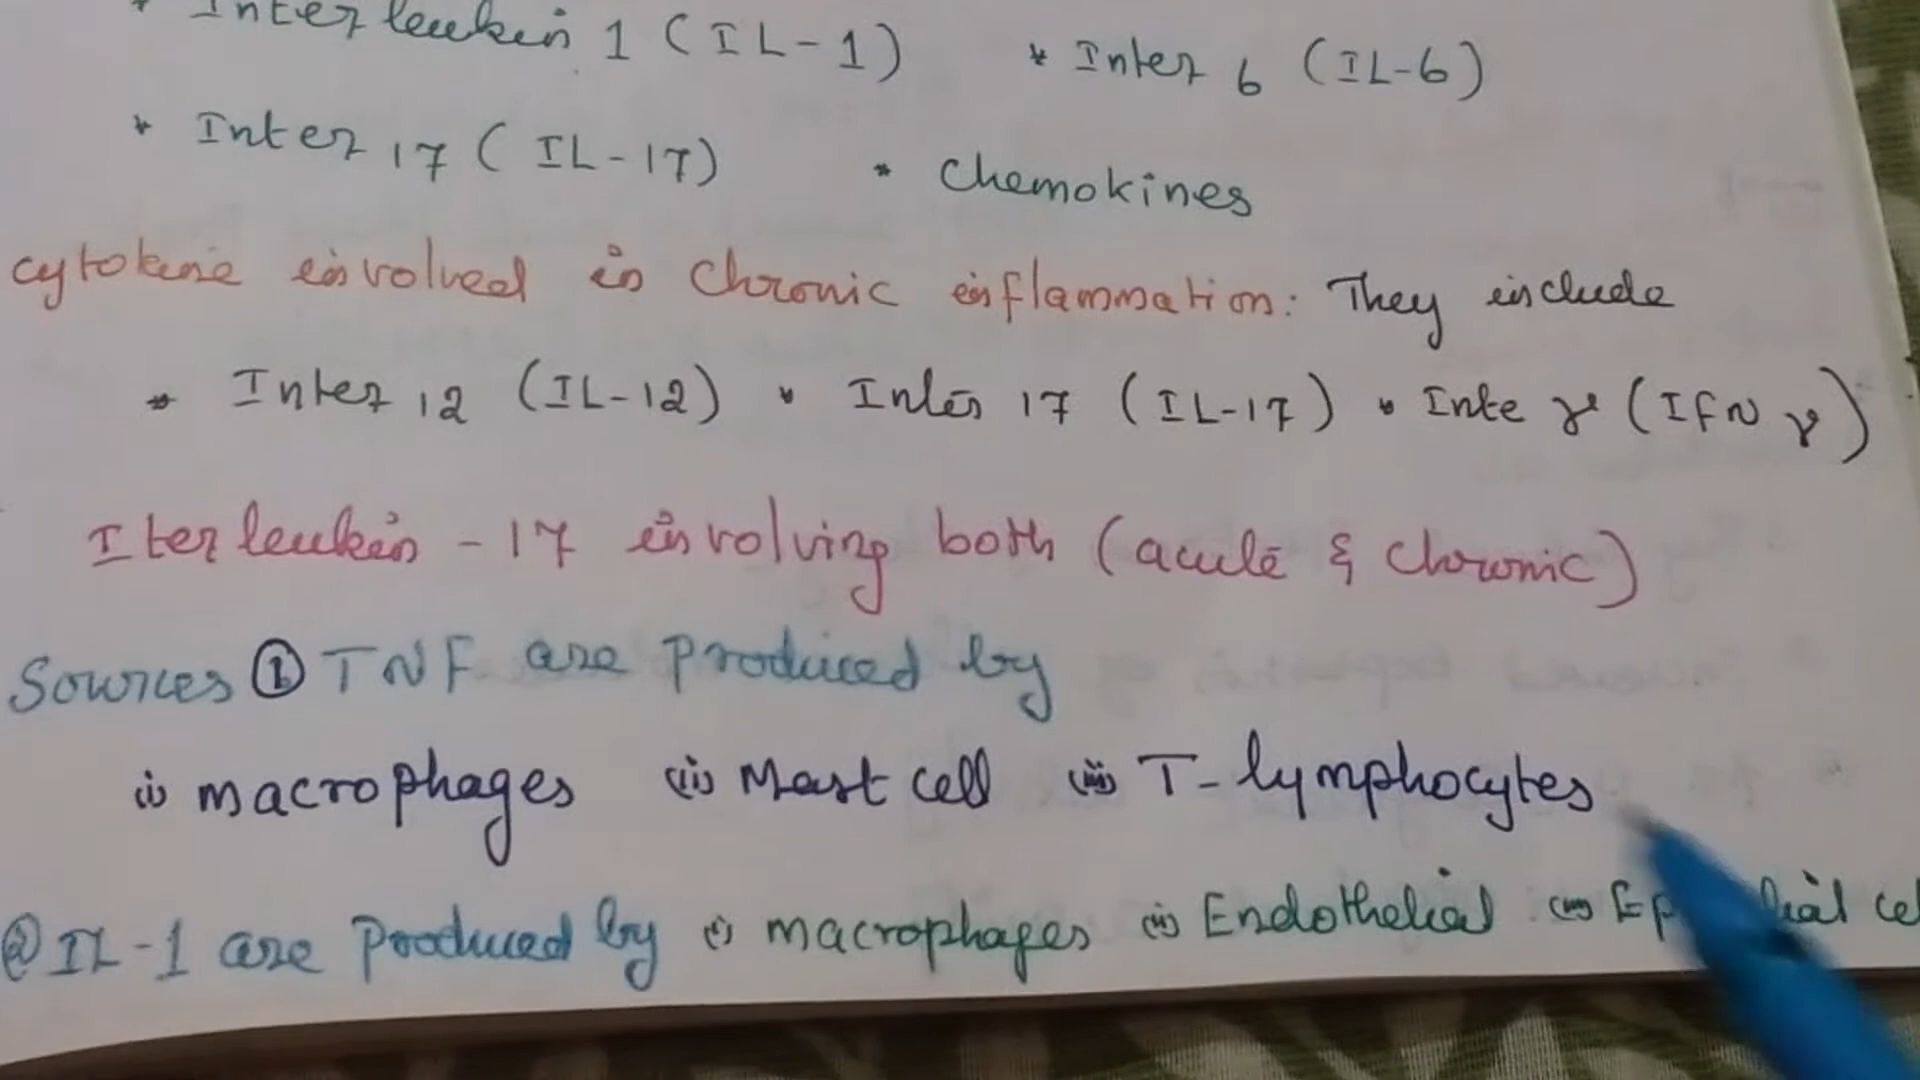 * Interleukin 1 (IL-1) * Inter 6 (IL-6)
* Inter 17 (IL-17) * Chemokines
cytokine involved in Chronic inflammation: They include
* Inter 12 (IL-12) * Inter 17 (IL-17) * Inte γ (IFN γ)
Iterleukin - 17 involving both (acute & chronic)
Sources ① TNF are produced by
(i) macrophages (ii) Mast cell (iii) T-lymphocytes
② IL-1 are produced by (i) macrophages (ii) Endothelial (iii)